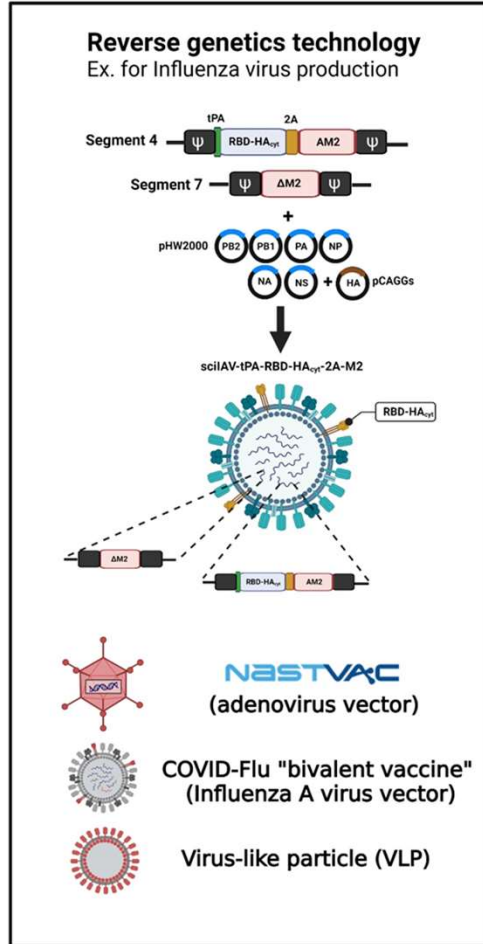 Reverse genetics technology
Ex. for Influenza virus production
tPA 2A
Segment 4 ψ RBD-HAcyt AM2 ψ
Segment 7 ψ ΔM2 ψ
+
pHW2000 PB2 PB1 PA NP
NA NS + HA pCAGGs
sciIAV-tPA-RBD-HAcyt-2A-M2
RBD-HAcyt
ΔM2
RBD-HAcyt AM2
NASTVAC
(adenovirus vector)
COVID-Flu "bivalent vaccine"
(Influenza A virus vector)
Virus-like particle (VLP)